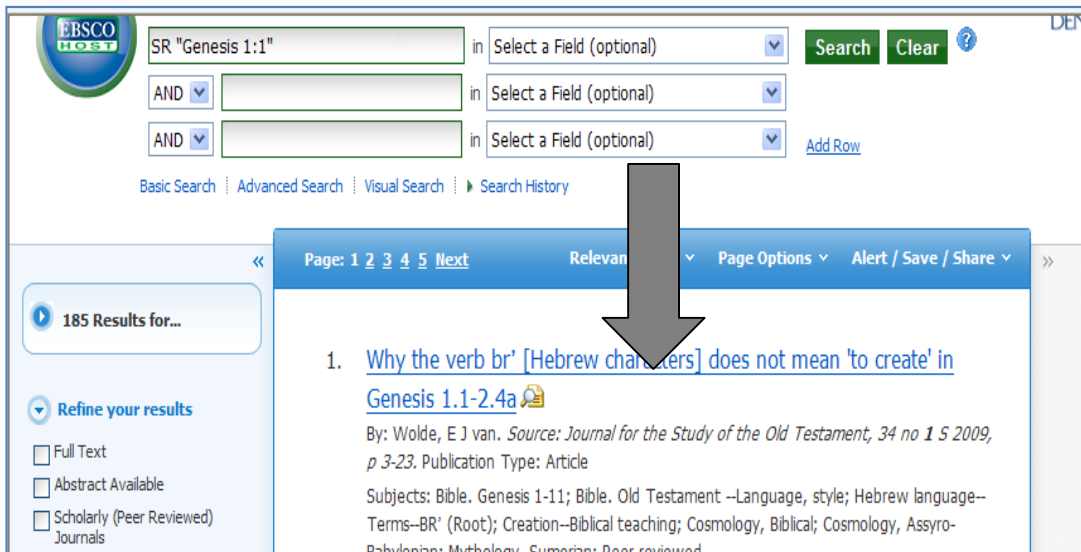 EBSCO
HOST
SR "Genesis 1:1" in Select a Field (optional) Search Clear ?
AND in Select a Field (optional)
AND in Select a Field (optional) Add Row
Basic Search Advanced Search Visual Search Search History
« Page: 1 2 3 4 5 Next Page Options Alert / Save / Share »
185 Results for...
Refine your results
Full Text
Abstract Available
Scholarly (Peer Reviewed)
Journals
1. Why the verb br' [Hebrew characters] does not mean 'to create' in
Genesis 1.1-2.4a
By: Wolde, E J van. Source: Journal for the Study of the Old Testament, 34 no 1 S 2009,
p 3-23. Publication Type: Article
Subjects: Bible. Genesis 1-11; Bible. Old Testament --Language, style; Hebrew language--
Terms--BR' (Root); Creation--Biblical teaching; Cosmology, Biblical; Cosmology, Assyro-
Babylonian; Mythology, Sumerian; Peer reviewed